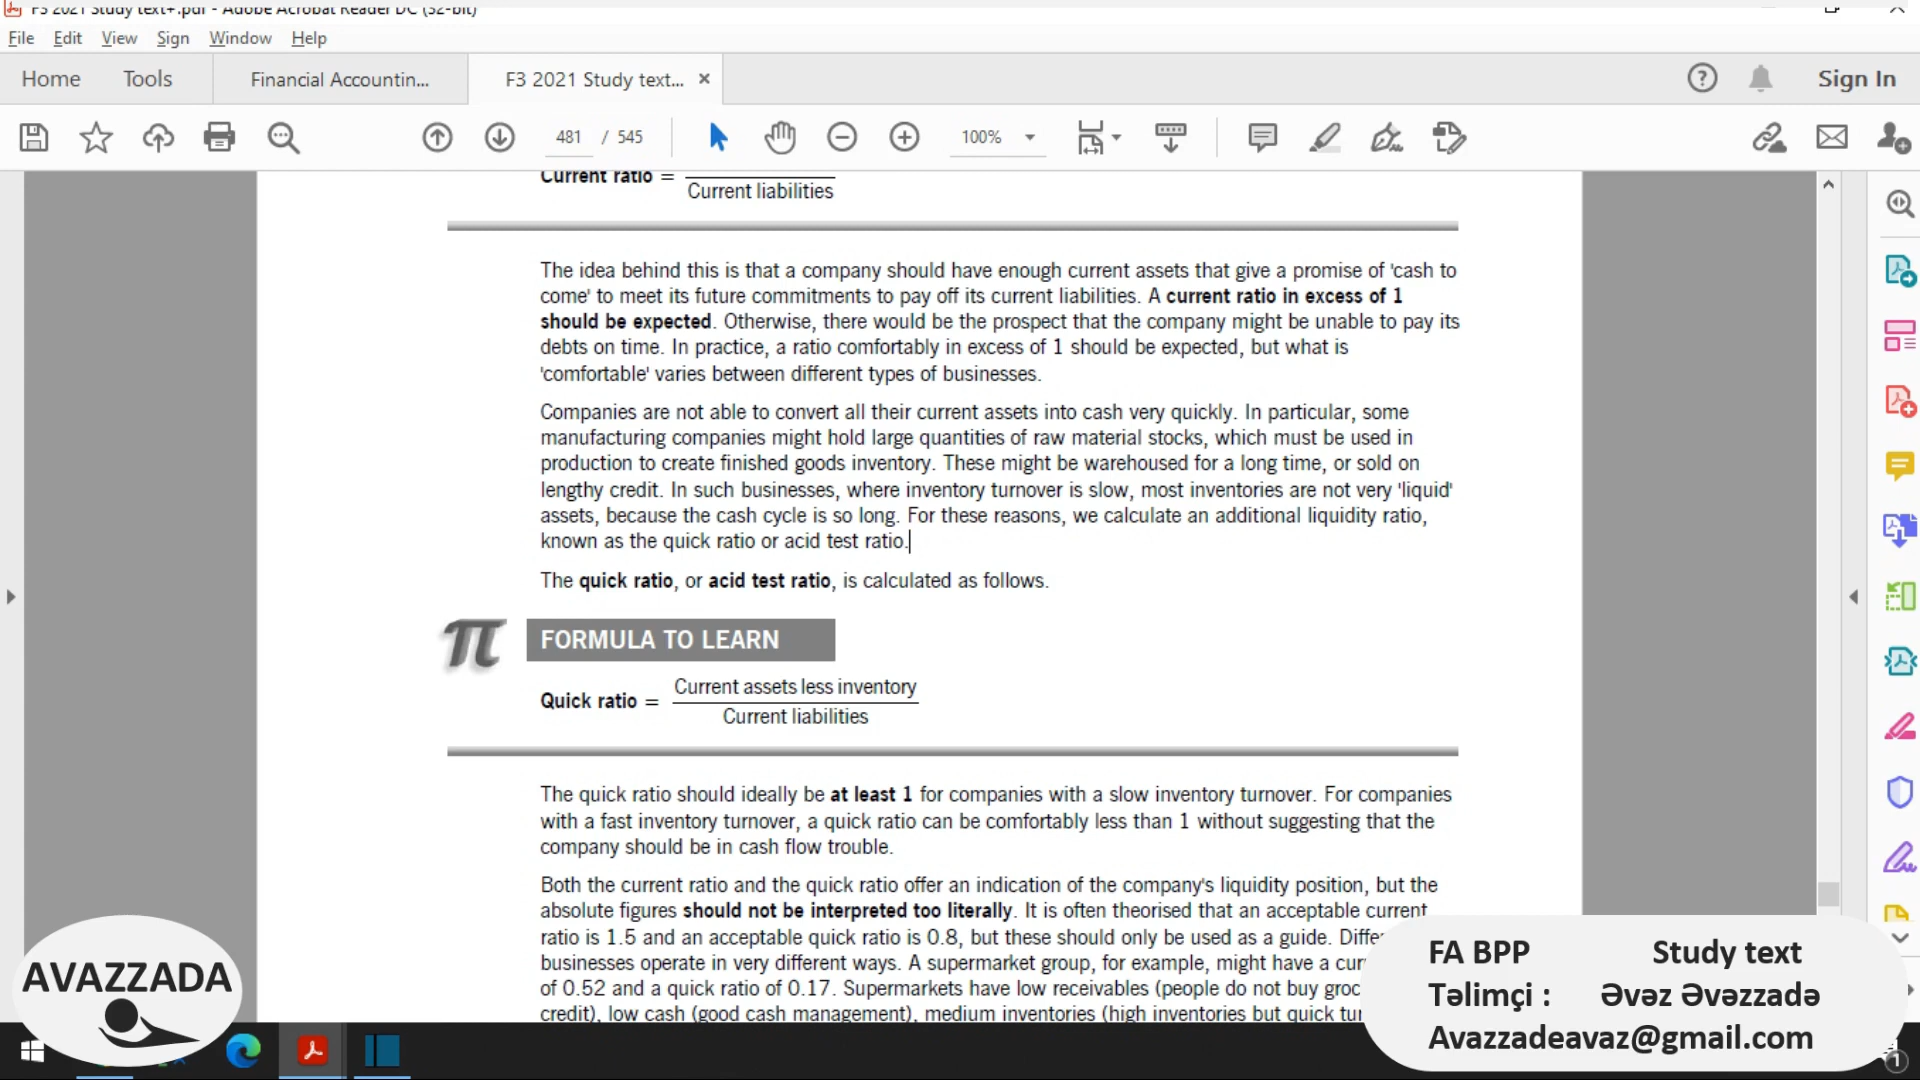 F3 2021 Study text+.pdf - Adobe Acrobat Reader DC (32-bit)
File Edit View Sign Window Help
Home Tools Financial Accountin... F3 2021 Study text... × Sign In
481 / 545 100%
Current ratio =
Current liabilities
The idea behind this is that a company should have enough current assets that give a promise of 'cash to
come' to meet its future commitments to pay off its current liabilities. A current ratio in excess of 1
should be expected. Otherwise, there would be the prospect that the company might be unable to pay its
debts on time. In practice, a ratio comfortably in excess of 1 should be expected, but what is
'comfortable' varies between different types of businesses.
Companies are not able to convert all their current assets into cash very quickly. In particular, some
manufacturing companies might hold large quantities of raw material stocks, which must be used in
production to create finished goods inventory. These might be warehoused for a long time, or sold on
lengthy credit. In such businesses, where inventory turnover is slow, most inventories are not very 'liquid'
assets, because the cash cycle is so long. For these reasons, we calculate an additional liquidity ratio,
known as the quick ratio or acid test ratio.
The quick ratio, or acid test ratio, is calculated as follows.
π FORMULA TO LEARN
Quick ratio = Current assets less inventory
Current liabilities
The quick ratio should ideally be at least 1 for companies with a slow inventory turnover. For companies
with a fast inventory turnover, a quick ratio can be comfortably less than 1 without suggesting that the
company should be in cash flow trouble.
Both the current ratio and the quick ratio offer an indication of the company's liquidity position, but the
absolute figures should not be interpreted too literally. It is often theorised that an acceptable current
ratio is 1.5 and an acceptable quick ratio is 0.8, but these should only be used as a guide.
businesses operate in very different ways. A supermarket group, for example, might have a
of 0.52 and a quick ratio of 0.17. Supermarkets have low receivables (people do not buy
credit), low cash (good cash management), medium inventories (high inventories but quick
AVAZZADA
FA BPP Study text
Təlimçi : Əvəz Əvəzzadə
Avazzadeavaz@gmail.com
1